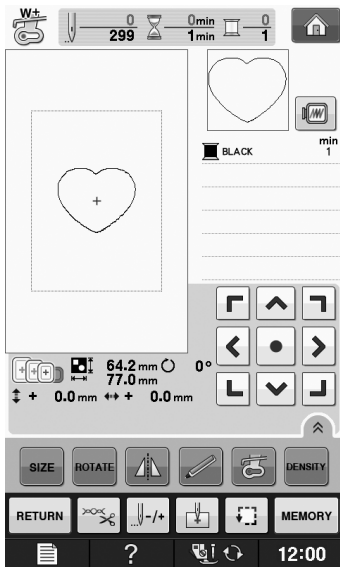 W+
0 0min 0
299 1min 1
min
BLACK 1
64.2 mm 0°
77.0 mm
+ 0.0 mm + 0.0 mm
SIZE ROTATE DENSITY
RETURN -/+ MEMORY
? 12:00